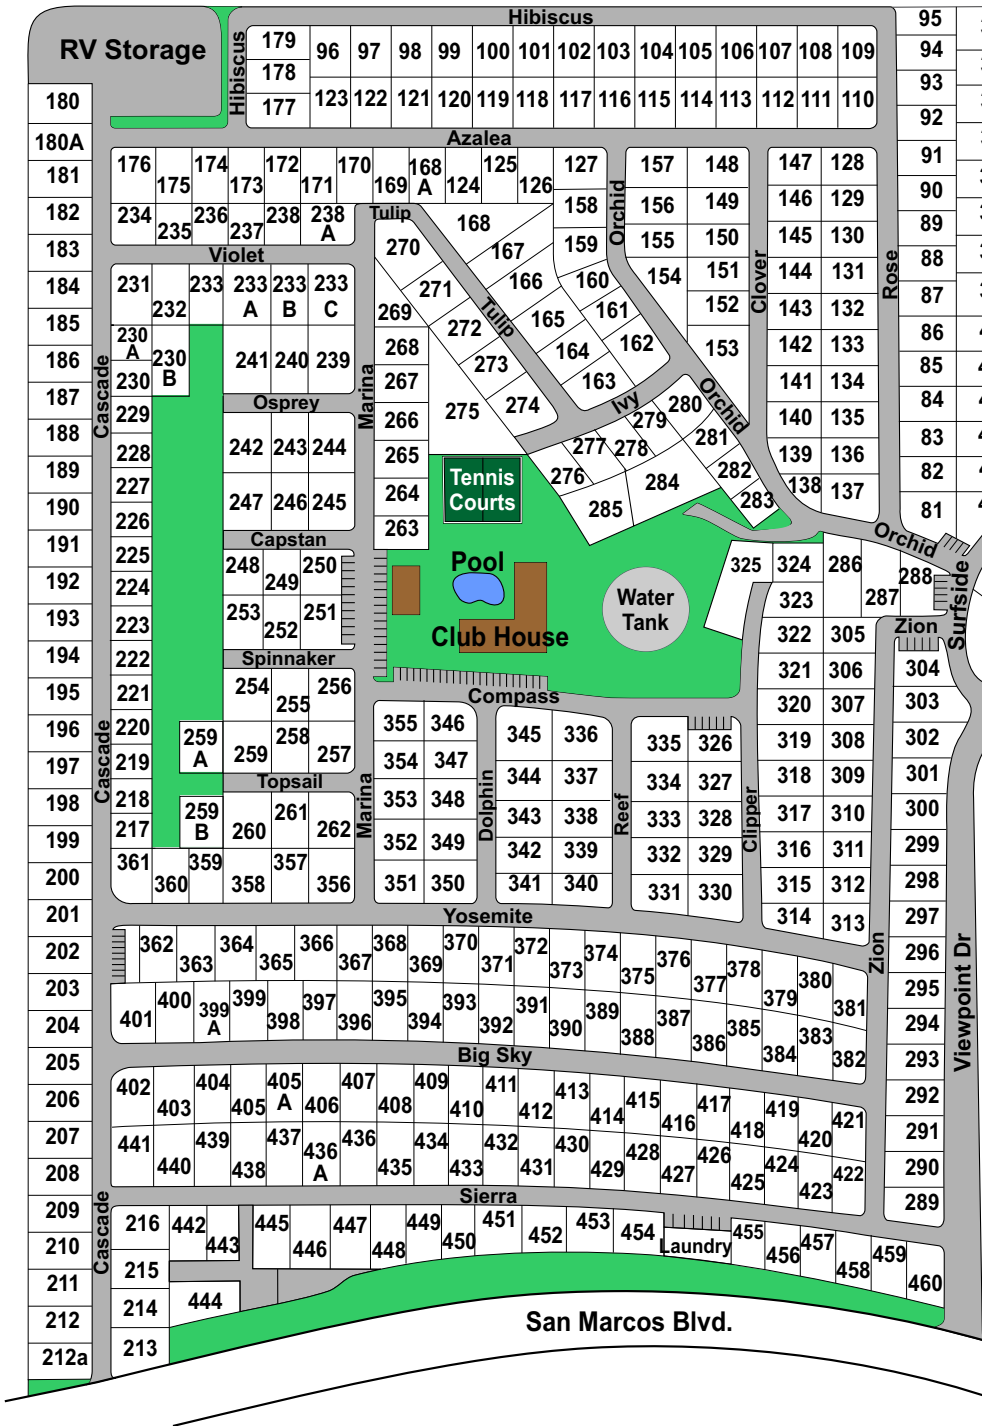 Hibiscus
95
RV Storage
Hibiscus
179 96 97 98 99 100 101 102 103 104 105 106 107 108 109
94
178
93
180
177 123 122 121 120 119 118 117 116 115 114 113 112 111 110
92
180A
Azalea
91
181
176 175 174 173 172 171 170 169 168 A 124 125 126 127
157 148 147 128
90
182
234 235 236 237 238 238 A
Tulip
168
158
Orchid
156 149 146 129
89
183
Violet
270 167 159 155 150 145 130
88
184
231 232 233 233 A 233 B 233 C
271 166 160 154 151
Clover
144 131
Rose
87
185
269 272
Tulip
165 161 152 143 132
86
230 A
186
Cascade
230 B
241 240 239
Marina
268 273 164 162 153 142 133
85
187
230
267 274 163
Ivy
Orchid
141 134
84
Osprey
188
229
266 275 279 280 140 135
83
189
228
242 243 244
265 277 278 281 139 136
82
190
227
247 246 245
264
Tennis
Courts
276 285 284 282 283 138 137
81
191
226
Capstan
263
Orchid
192
225
248 249 250
Pool
325 324 286 287 288
Surfside
193
224
253 252 251
Water
Tank
323
Zion
194
223
Club House
322 305 304
195
222
Spinnaker
321 306 303
196
221
254 255 256
Compass
320 307 302
197
Cascade
220
259 A
259 258 257
355 346 345 336 335 326 319 308 301
198
219
Topsail
354 347 344 337 334 327 318 309 300
199
218
259 B
260 261 262
Marina
353 348
Dolphin
343 338
Reef
333 328
Clipper
317 310 299
200
217
352 349 342 339 332 329 316 311 298
201
361 360 359 358 357 356
351 350 341 340 331 330 315 312 297
314 313
Yosemite
202
362 363 364 365 366 367 368 369 370 371 372 373 374 375 376 377 378 379 380 381
Zion
296
203
295
204
401 400 399 A 399 398 397 396 395 394 393 392 391 390 389 388 387 386 385 384 383 382
294
Viewpoint Dr
205
Big Sky
293
206
402 403 404 405 405 A 406 407 408 409 410 411 412 413 414 415 416 417 418 419 420 421
292
207
441 440 439 438 437 436 A 436 435 434 433 432 431 430 429 428 427 426 425 424 423 422
291
208
290
209
Cascade
Sierra
289
210
216 442 443 445 446 447 448 449 450 451 452 453 454
Laundry
455 456 457 458 459 460
211
215
212
214 444
San Marcos Blvd.
212a
213